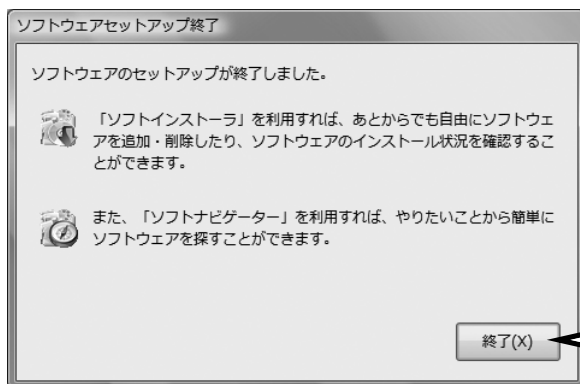 ソフトウェアセットアップ終了
ソフトウェアのセットアップが終了しました。
「ソフトインストーラ」を利用すれば、あとからでも自由にソフトウェ
アを追加・削除したり、ソフトウェアのインストール状況を確認するこ
とができます。
また、「ソフトナビゲーター」を利用すれば、やりたいことから簡単に
ソフトウェアを探すことができます。
終了(X)